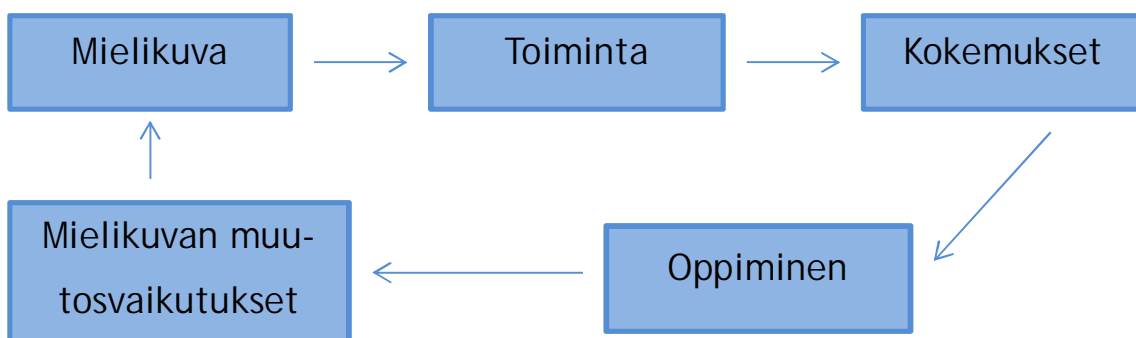 Mielikuva
Toiminta
Kokemukset
Mielikuvan muu-
tosvaikutukset
Oppiminen